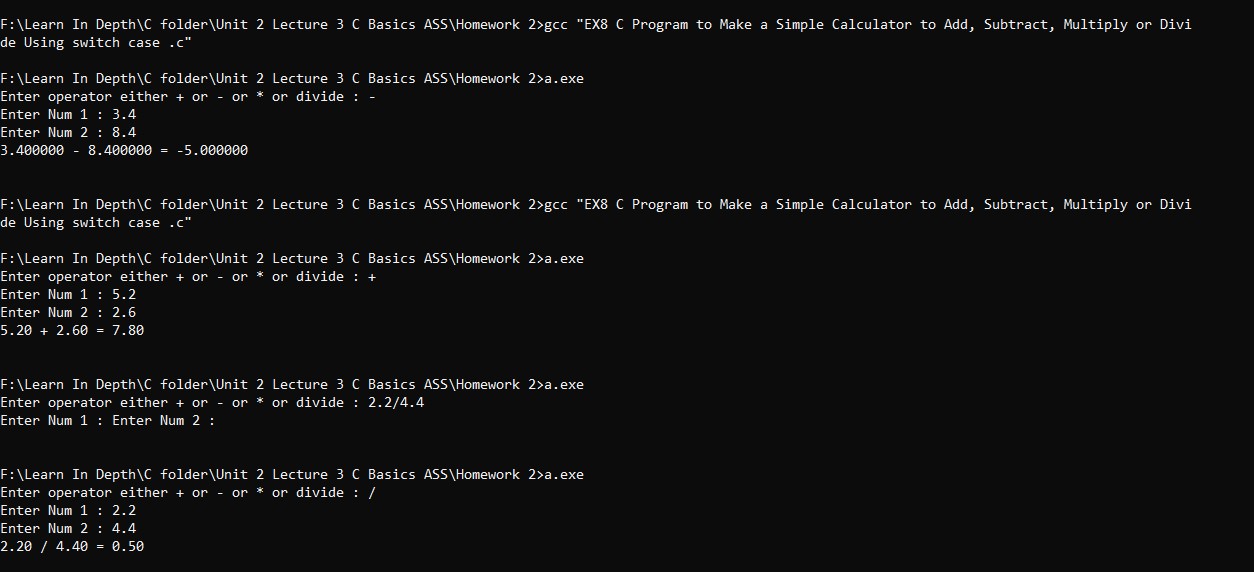 F:\Learn In Depth\C folder\Unit 2 Lecture 3 C Basics ASS\Homework 2>gcc "EX8 C Program to Make a Simple Calculator to Add, Subtract, Multiply or Divi
de Using switch case .c"
F:\Learn In Depth\C folder\Unit 2 Lecture 3 C Basics ASS\Homework 2>a.exe
Enter operator either + or - or * or divide : -
Enter Num 1 : 3.4
Enter Num 2 : 8.4
3.400000 - 8.400000 = -5.000000
F:\Learn In Depth\C folder\Unit 2 Lecture 3 C Basics ASS\Homework 2>gcc "EX8 C Program to Make a Simple Calculator to Add, Subtract, Multiply or Divi
de Using switch case .c"
F:\Learn In Depth\C folder\Unit 2 Lecture 3 C Basics ASS\Homework 2>a.exe
Enter operator either + or - or * or divide : +
Enter Num 1 : 5.2
Enter Num 2 : 2.6
5.20 + 2.60 = 7.80
F:\Learn In Depth\C folder\Unit 2 Lecture 3 C Basics ASS\Homework 2>a.exe
Enter operator either + or - or * or divide : 2.2/4.4
Enter Num 1 : Enter Num 2 :
F:\Learn In Depth\C folder\Unit 2 Lecture 3 C Basics ASS\Homework 2>a.exe
Enter operator either + or - or * or divide : /
Enter Num 1 : 2.2
Enter Num 2 : 4.4
2.20 / 4.40 = 0.50